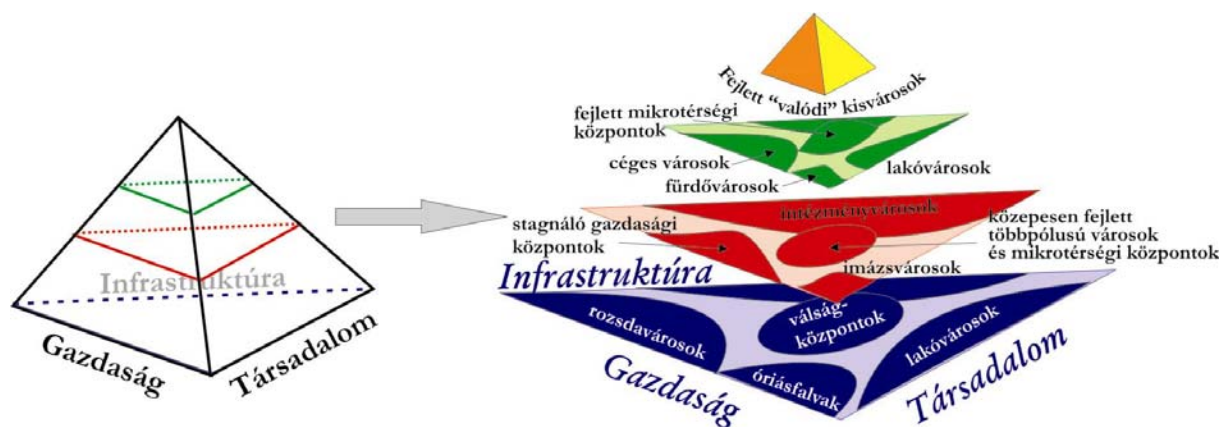 Infrastruktúra
Gazdaság
Társadalom
Fejlett "valódi" kisvárosok
fejlett mikrotérségi
központok
céges városok
fürdővárosok
lakóvárosok
intézményvárosok
stagnáló gazdasági
központok
közepesen fejlett
többpólusú városok
és mikrotérségi központok
imázsvárosok
Infrastruktúra
rozsdavárosok
válság-
központok
lakóvárosok
óriásfalvak
Gazdaság
Társadalom